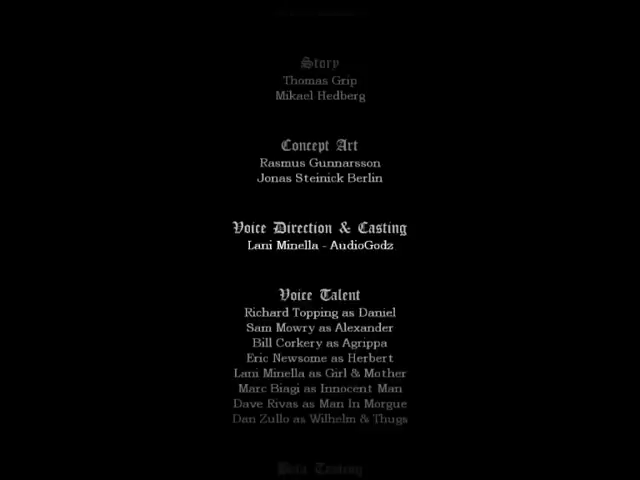 Story
Thomas Grip
Mikael Hedberg
Concept Art
Rasmus Gunnarsson
Jonas Steinick Berlin
Voice Direction & Casting
Lani Minella - AudioGodz
Voice Talent
Richard Topping as Daniel
Sam Mowry as Alexander
Bill Corkery as Agrippa
Eric Newsome as Herbert
Lani Minella as Girl & Mother
Marc Biagi as Innocent Man
Dave Rivas as Man In Morgue
Dan Zullo as Wilhelm & Thugs
Beta Testing